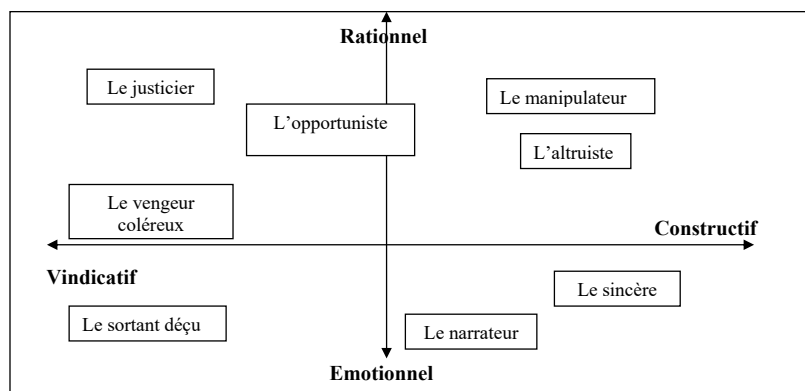 Rationnel
Le justicier
Le manipulateur
L’opportuniste
L’altruiste
Le vengeur
coléreux
Constructif
Vindicatif
Le sincère
Le sortant déçu
Le narrateur
Emotionnel